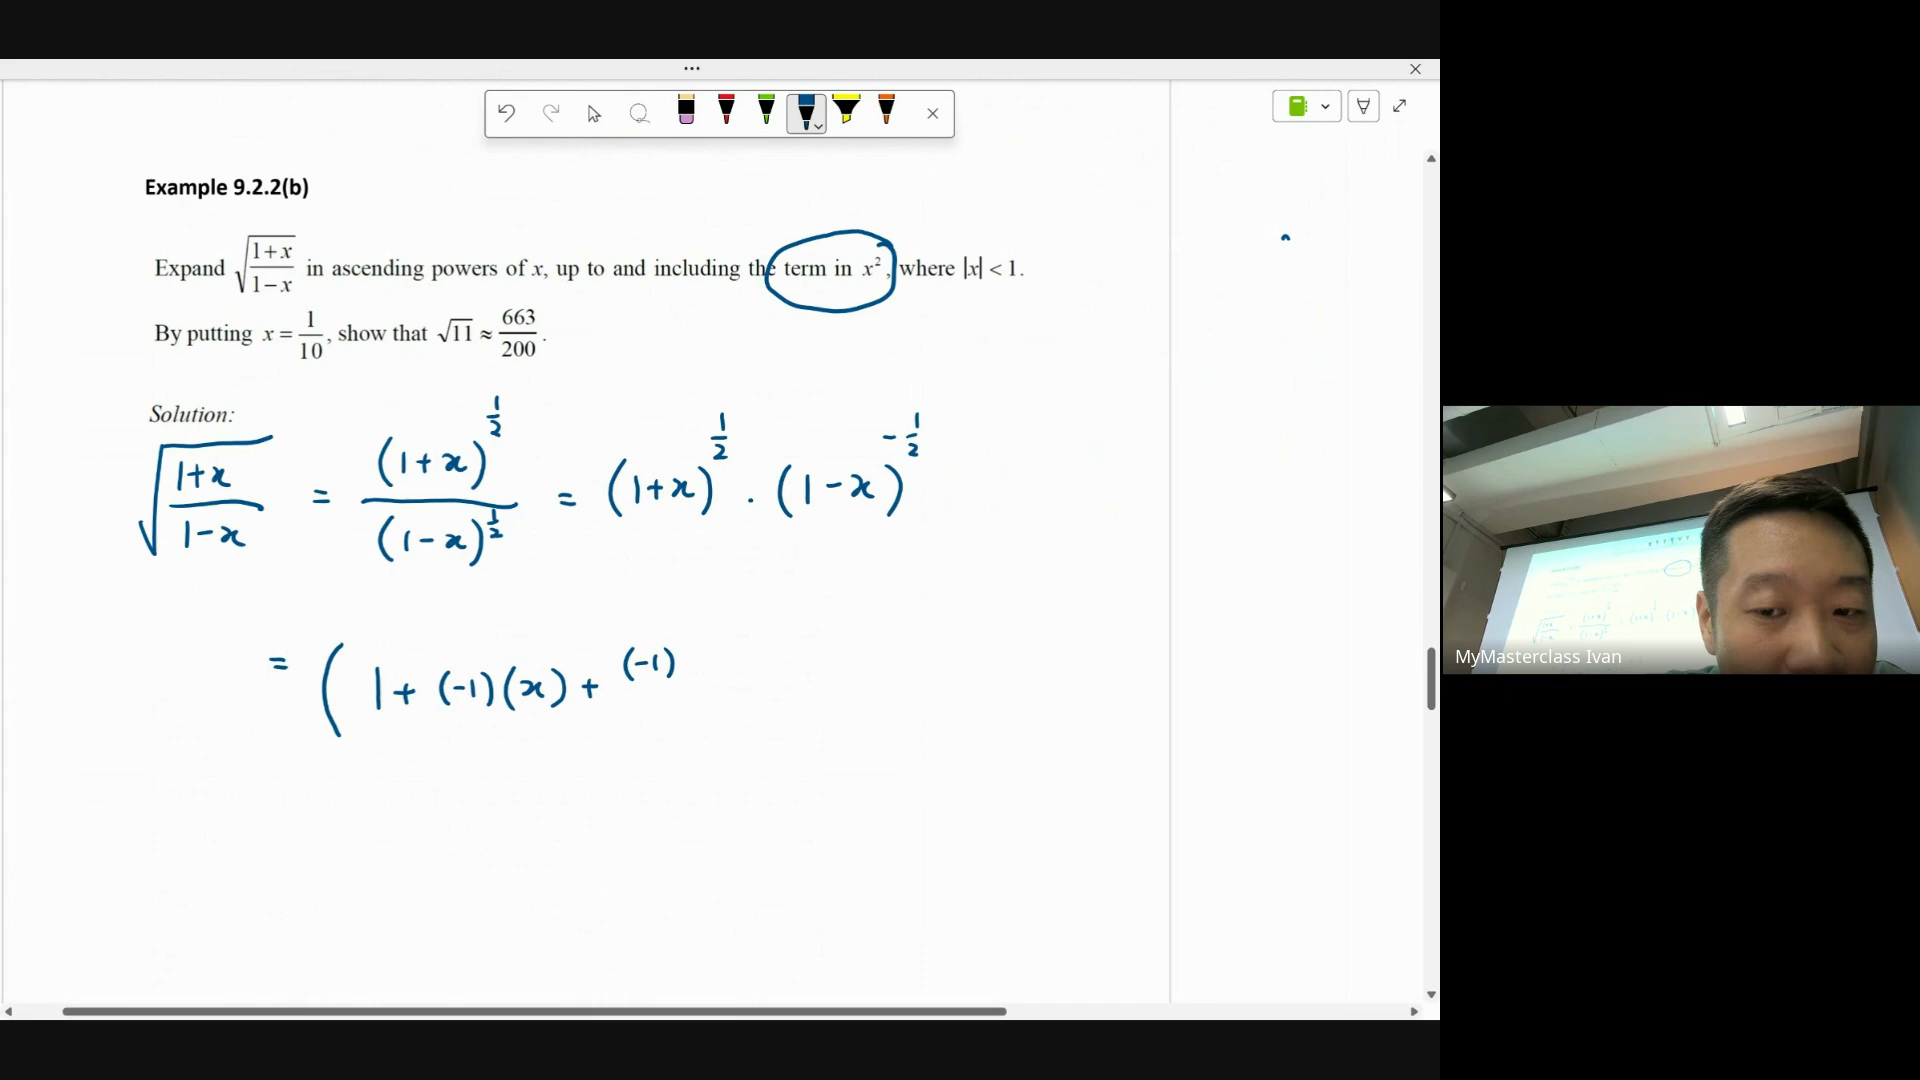 Example 9.2.2(b)
Expand √((1+x)/(1−x)) in ascending powers of x, up to and including the term in x², where |x| < 1.
By putting x = 1/10, show that √11 ≈ 663/200.
Solution:
√((1+x)/(1−x)) = (1+x)^(1/2) / (1−x)^(1/2) = (1+x)^(1/2) · (1−x)^(−1/2)
= ( 1 + (−1)(x) + (−1)
MyMasterclass Ivan